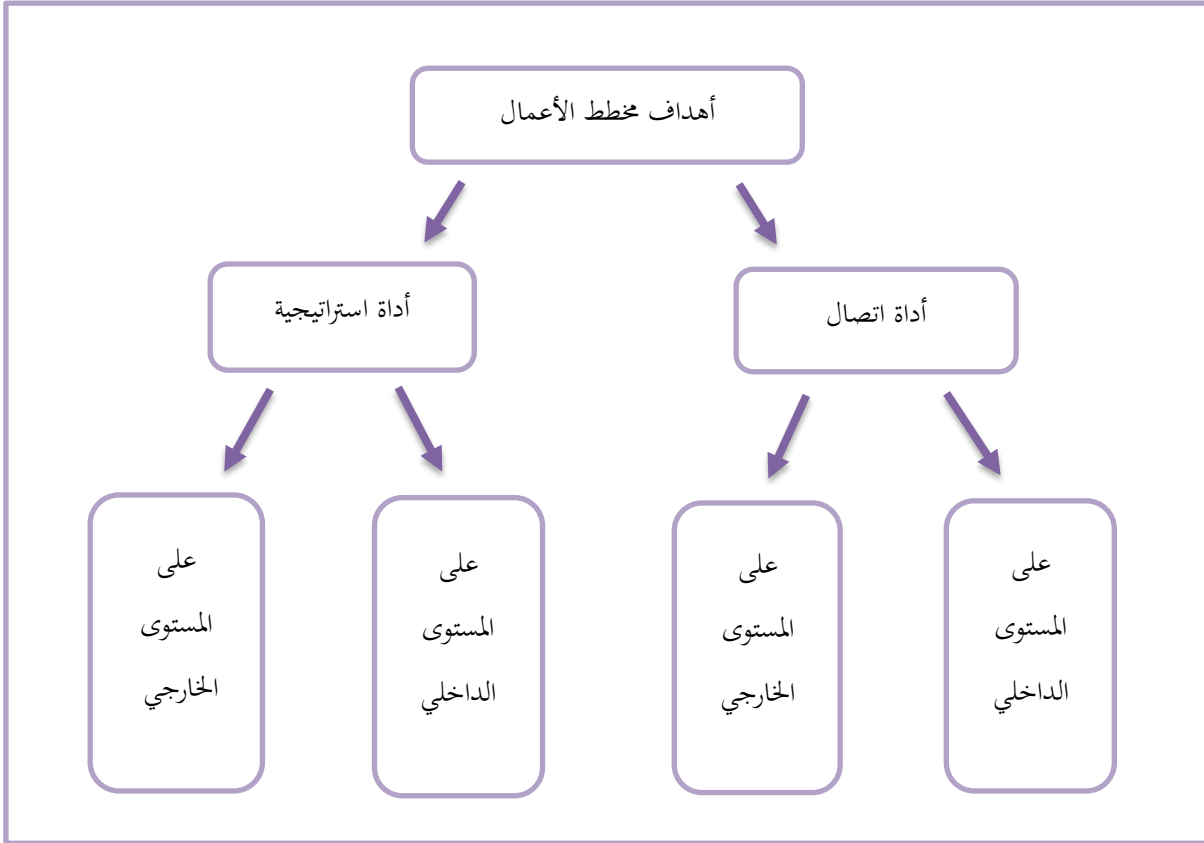 أهداف مخطط الأعمال
أداة اتصال
أداة استراتيجية
على
المستوى
الداخلي
على
المستوى
الخارجي
على
المستوى
الداخلي
على
المستوى
الخارجي